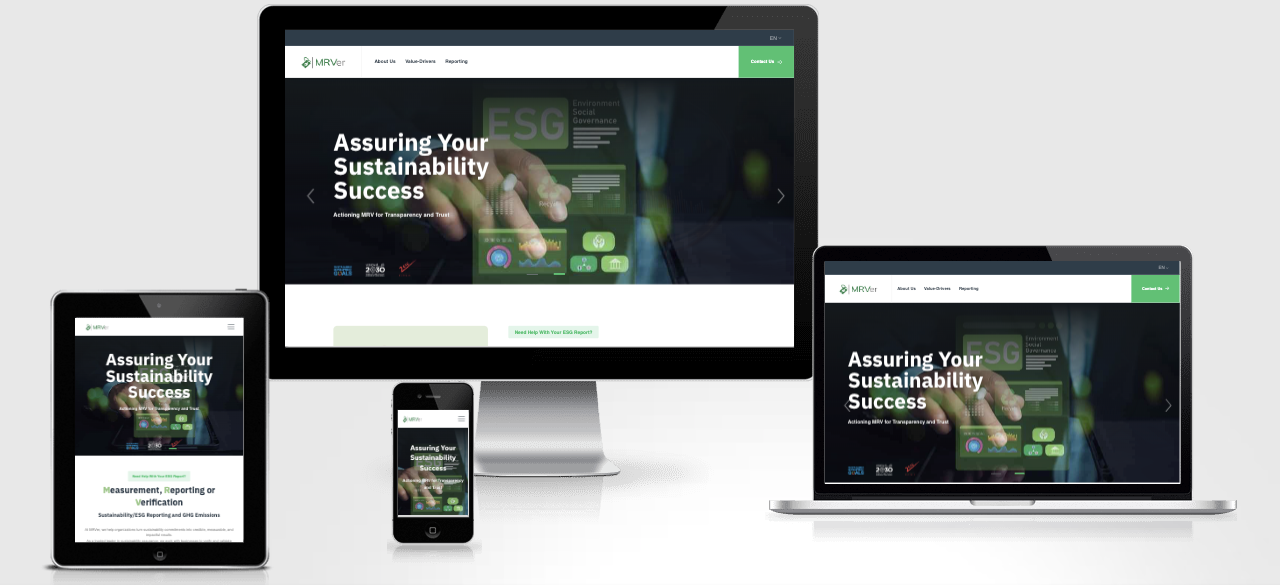 EN
MRVer
About Us
Value-Drivers
Reporting
Contact Us
ESG
Environment
Social
Governance
Assuring Your
Sustainability
Success
Actioning MRV for Transparency and Trust
2030
Need Help With Your ESG Report?
EN
MRVer
About Us
Value-Drivers
Reporting
Contact Us
ESG
Environment
Social
Governance
Assuring Your
Sustainability
Success
Actioning MRV for Transparency and Trust
2030
MRVer
Assuring Your
Sustainability
Success
Actioning MRV for Transparency and Trust
2030
Need Help With Your ESG Report?
Measurement, Reporting or
Verification
Sustainability/ESG Reporting and GHG Emissions
MRVer
Assuring Your
Sustainability
Success
Actioning MRV for Transparency
and Trust